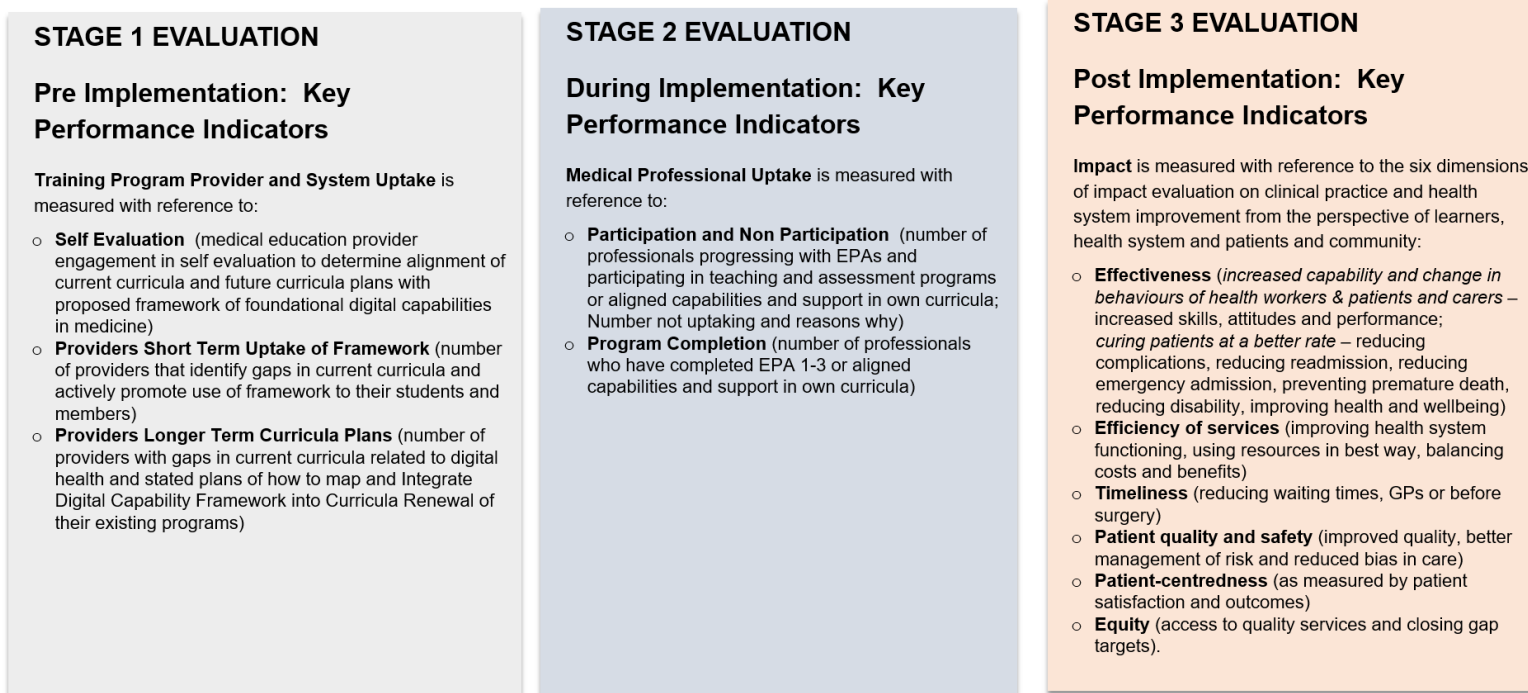 STAGE 1 EVALUATION
Pre Implementation:  Key
Performance Indicators
Training Program Provider and System Uptake is
measured with reference to:
o Self Evaluation  (medical education provider
engagement in self evaluation to determine alignment of
current curricula and future curricula plans with
proposed framework of foundational digital capabilities
in medicine)
o Providers Short Term Uptake of Framework (number
of providers that identify gaps in current curricula and
actively promote use of framework to their students and
members)
o Providers Longer Term Curricula Plans (number of
providers with gaps in current curricula related to digital
health and stated plans of how to map and Integrate
Digital Capability Framework into Curricula Renewal of
their existing programs)
STAGE 2 EVALUATION
During Implementation:  Key
Performance Indicators
Medical Professional Uptake is measured with
reference to:
o Participation and Non Participation  (number of
professionals progressing with EPAs and
participating in teaching and assessment programs
or aligned capabilities and support in own curricula;
Number not uptaking and reasons why)
o Program Completion (number of professionals
who have completed EPA 1-3 or aligned
capabilities and support in own curricula)
STAGE 3 EVALUATION
Post Implementation:  Key
Performance Indicators
Impact is measured with reference to the six dimensions
of impact evaluation on clinical practice and health
system improvement from the perspective of learners,
health system and patients and community:
o Effectiveness (increased capability and change in
behaviours of health workers & patients and carers –
increased skills, attitudes and performance;
curing patients at a better rate – reducing
complications, reducing readmission, reducing
emergency admission, preventing premature death,
reducing disability, improving health and wellbeing)
o Efficiency of services (improving health system
functioning, using resources in best way, balancing
costs and benefits)
o Timeliness (reducing waiting times, GPs or before
surgery)
o Patient quality and safety (improved quality, better
management of risk and reduced bias in care)
o Patient-centredness (as measured by patient
satisfaction and outcomes)
o Equity (access to quality services and closing gap
targets).